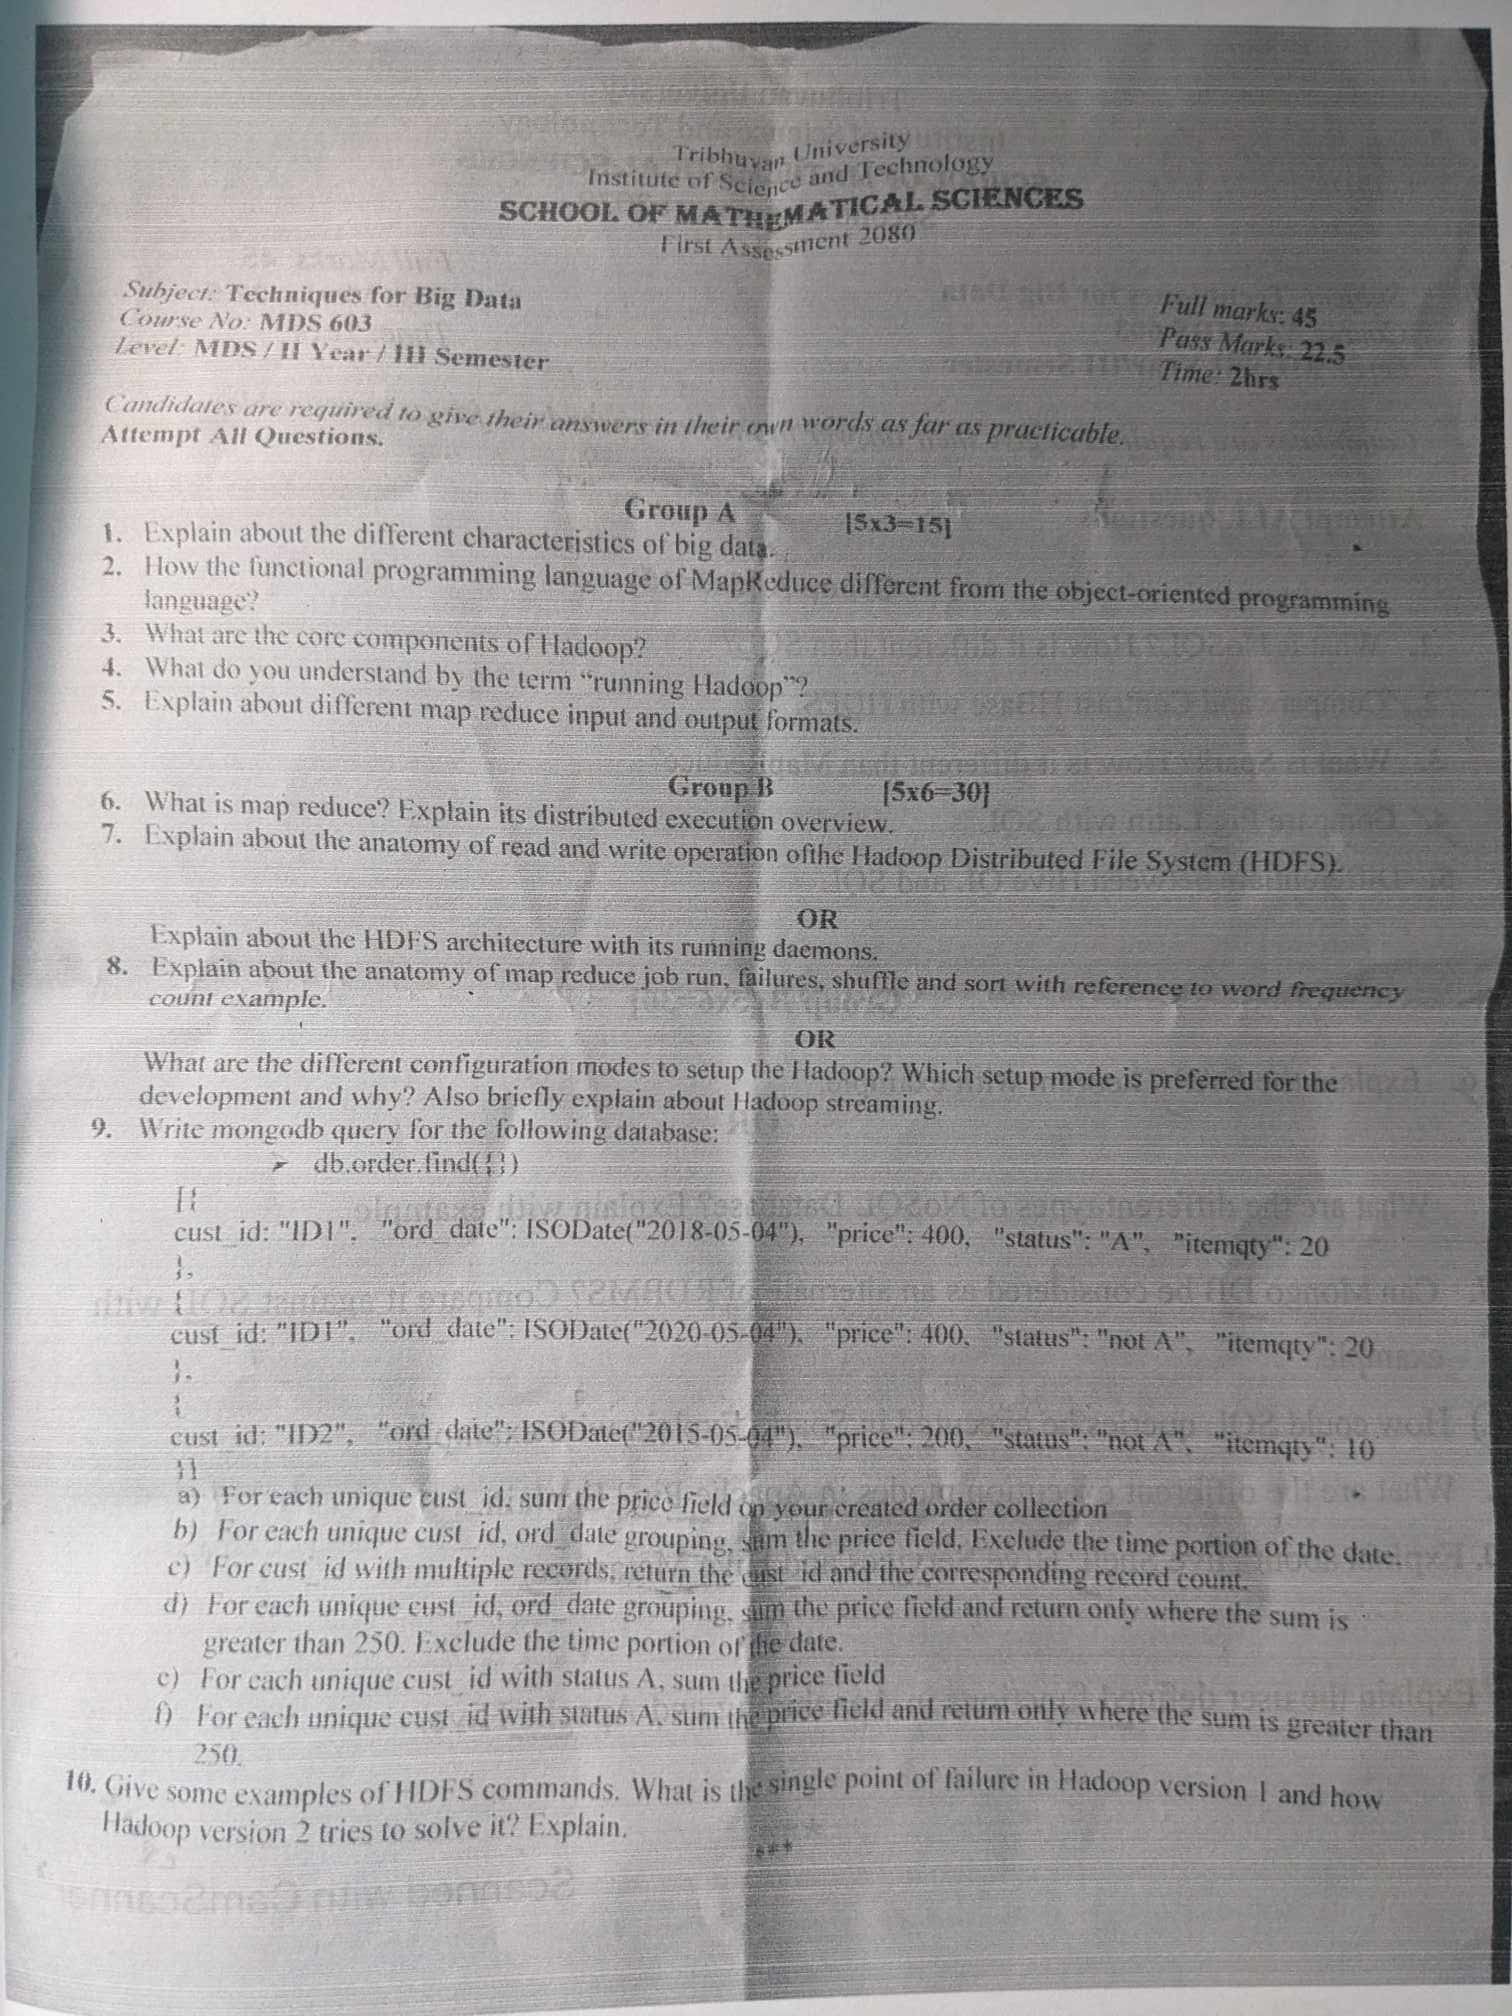 Tribhuvan University
Institute of Science and Technology
SCHOOL OF MATHEMATICAL SCIENCES
First Assessment 2080
Subject: Techniques for Big Data
Course No: MDS 603
Level: MDS / II Year / III Semester
Full marks: 45
Pass Marks: 22.5
Time: 2hrs
Candidates are required to give their answers in their own words as far as practicable.
Attempt All Questions.
Group A [5x3=15]
1. Explain about the different characteristics of big data.
2. How the functional programming language of MapReduce different from the object-oriented programming
language?
3. What are the core components of Hadoop?
4. What do you understand by the term "running Hadoop"?
5. Explain about different map reduce input and output formats.
Group B [5x6=30]
6. What is map reduce? Explain its distributed execution overview.
7. Explain about the anatomy of read and write operation ofthe Hadoop Distributed File System (HDFS).
OR
Explain about the HDFS architecture with its running daemons.
8. Explain about the anatomy of map reduce job run, failures, shuffle and sort with reference to word frequency
count example.
OR
What are the different configuration modes to setup the Hadoop? Which setup mode is preferred for the
development and why? Also briefly explain about Hadoop streaming.
9. Write mongodb query for the following database:
➢ db.order.find({})
[{
cust_id: "ID1", "ord_date": ISODate("2018-05-04"), "price": 400, "status": "A", "itemqty": 20
},
{
cust_id: "ID1", "ord_date": ISODate("2020-05-04"), "price": 400, "status": "not A", "itemqty": 20
},
{
cust_id: "ID2", "ord_date": ISODate("2015-05-04"), "price": 200, "status": "not A", "itemqty": 10
}]
a) For each unique cust_id, sum the price field on your created order collection
b) For each unique cust_id, ord_date grouping, sum the price field. Exclude the time portion of the date.
c) For cust_id with multiple records, return the cust_id and the corresponding record count.
d) For each unique cust_id, ord_date grouping, sum the price field and return only where the sum is
greater than 250. Exclude the time portion of the date.
e) For each unique cust_id with status A, sum the price field
f) For each unique cust_id with status A, sum the price field and return only where the sum is greater than
250.
10. Give some examples of HDFS commands. What is the single point of failure in Hadoop version 1 and how
Hadoop version 2 tries to solve it? Explain.
***